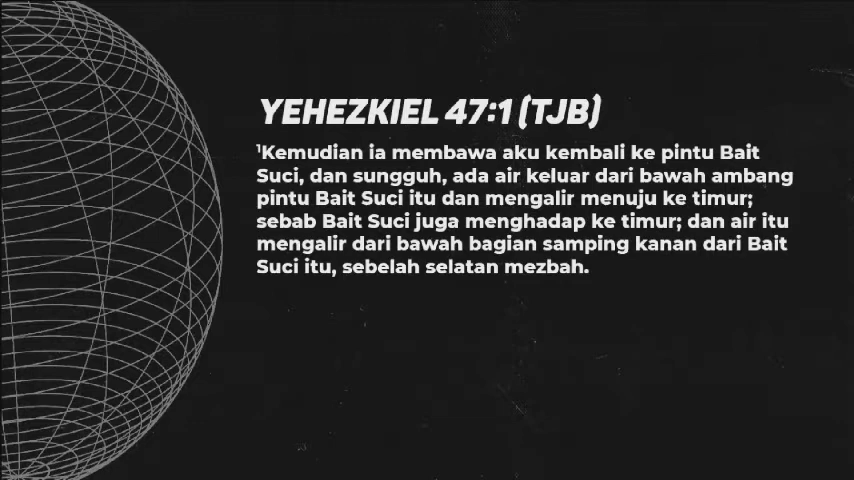 YEHEZKIEL 47:1 (TJB)
¹Kemudian ia membawa aku kembali ke pintu Bait
Suci, dan sungguh, ada air keluar dari bawah ambang
pintu Bait Suci itu dan mengalir menuju ke timur;
sebab Bait Suci juga menghadap ke timur; dan air itu
mengalir dari bawah bagian samping kanan dari Bait
Suci itu, sebelah selatan mezbah.